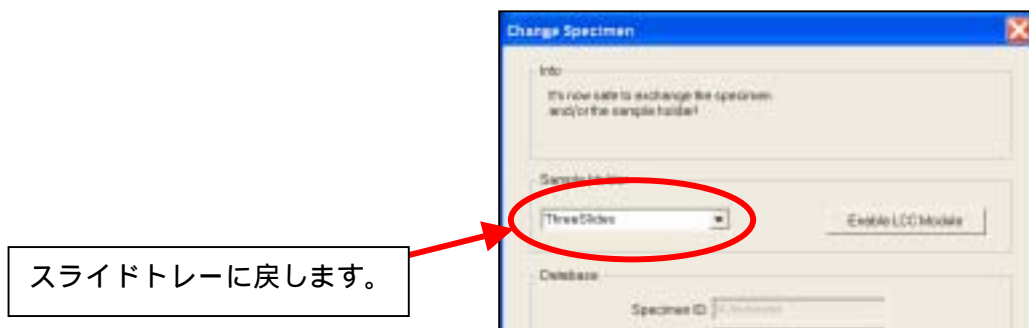 Change Specimen
Info
It's now safe to exchange the specimen
and/or the sample holder!
ThreeSlides
Enable LCC Module
スライドトレーに戻します。
Database
Specimen ID: